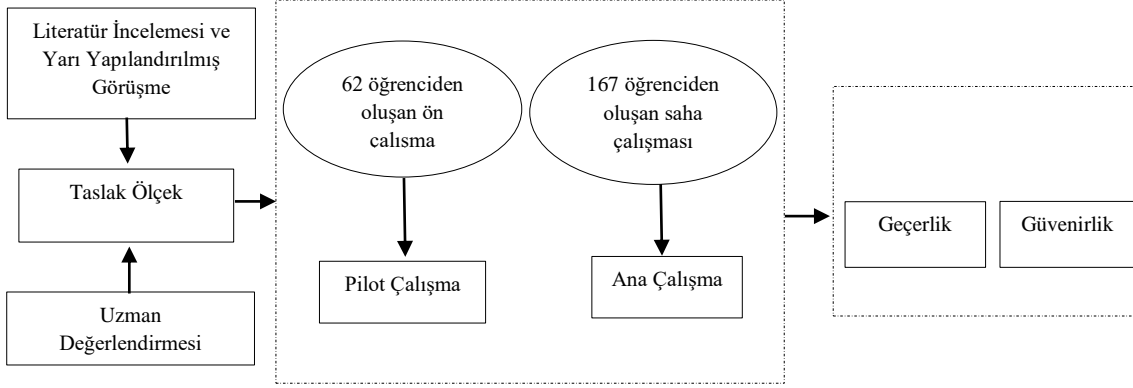 Literatür İncelemesi ve
Yarı Yapılandırılmış
Görüşme
Taslak Ölçek
Uzman
Değerlendirmesi
62 öğrenciden
oluşan ön
calısma
Pilot Çalışma
167 öğrenciden
oluşan saha
çalışması
Ana Çalışma
Geçerlik
Güvenirlik